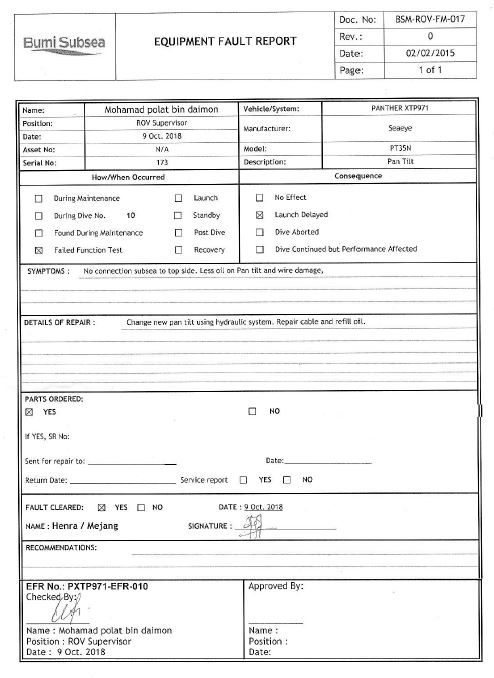 Bumi Subsea
EQUIPMENT FAULT REPORT
Doc. No: BSM-ROV-FM-017
Rev.: 0
Date: 02/02/2015
Page: 1 of 1
Name: Mohamad polat bin daimon Vehicle/System: PANTHER XTP971
Position: ROV Supervisor
Manufacturer: Seaeye
Date: 9 Oct. 2018
Asset No: N/A Model: PT35N
Serial No: 173 Description: Pan Tilt
How/When Occurred Consequence
☐ During Maintenance ☐ Launch ☐ No Effect
☐ During Dive No. 10 ☐ Standby ☒ Launch Delayed
☐ Found During Maintenance ☐ Post Dive ☐ Dive Aborted
☒ Failed Function Test ☐ Recovery ☐ Dive Continued but Performance Affected
SYMPTOMS : No connection subsea to top side. Less oil on Pan tilt and wire damage,
DETAILS OF REPAIR : Change new pan tilt using hydraulic system. Repair cable and refill oil.
PARTS ORDERED:
☒ YES ☐ NO
If YES, SR No:
Sent for repair to: Date:
Return Date: Service report ☐ YES ☐ NO
FAULT CLEARED: ☒ YES ☐ NO DATE : 9 Oct. 2018
NAME : Henra / Mejang SIGNATURE :
RECOMMENDATIONS:
EFR No.: PXTP971-EFR-010 Approved By:
Checked By:
Name : Mohamad polat bin daimon Name :
Position : ROV Supervisor Position :
Date : 9 Oct. 2018 Date: